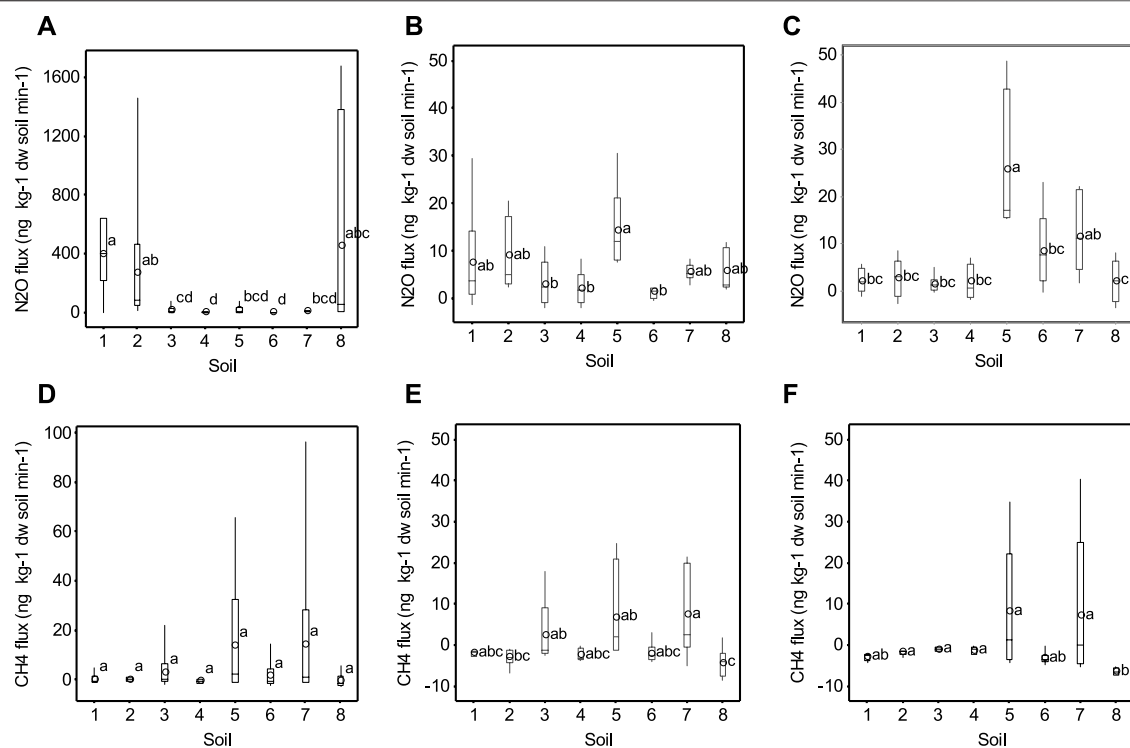 A
N2O flux (ng kg-1 dw soil min-1)
1600
1200
800
400
0
a
ab
cd
d
bcd
d
bcd
abc
1 2 3 4 5 6 7 8
Soil
B
N2O flux (ng kg-1 dw soil min-1)
50
40
30
20
10
0
ab
ab
b
b
a
b
ab
ab
1 2 3 4 5 6 7 8
Soil
C
N2O flux (ng kg-1 dw soil min-1)
50
40
30
20
10
0
bc
bc
bc
bc
a
bc
ab
c
1 2 3 4 5 6 7 8
Soil
D
CH4 flux (ng kg-1 dw soil min-1)
100
80
60
40
20
0
a
a
a
a
a
a
a
a
1 2 3 4 5 6 7 8
Soil
E
CH4 flux (ng kg-1 dw soil min-1)
50
40
30
20
10
0
-10
abc
bc
ab
abc
ab
abc
a
c
1 2 3 4 5 6 7 8
Soil
F
CH4 flux (ng kg-1 dw soil min-1)
50
40
30
20
10
0
-10
ab
a
a
a
a
ab
a
b
1 2 3 4 5 6 7 8
Soil